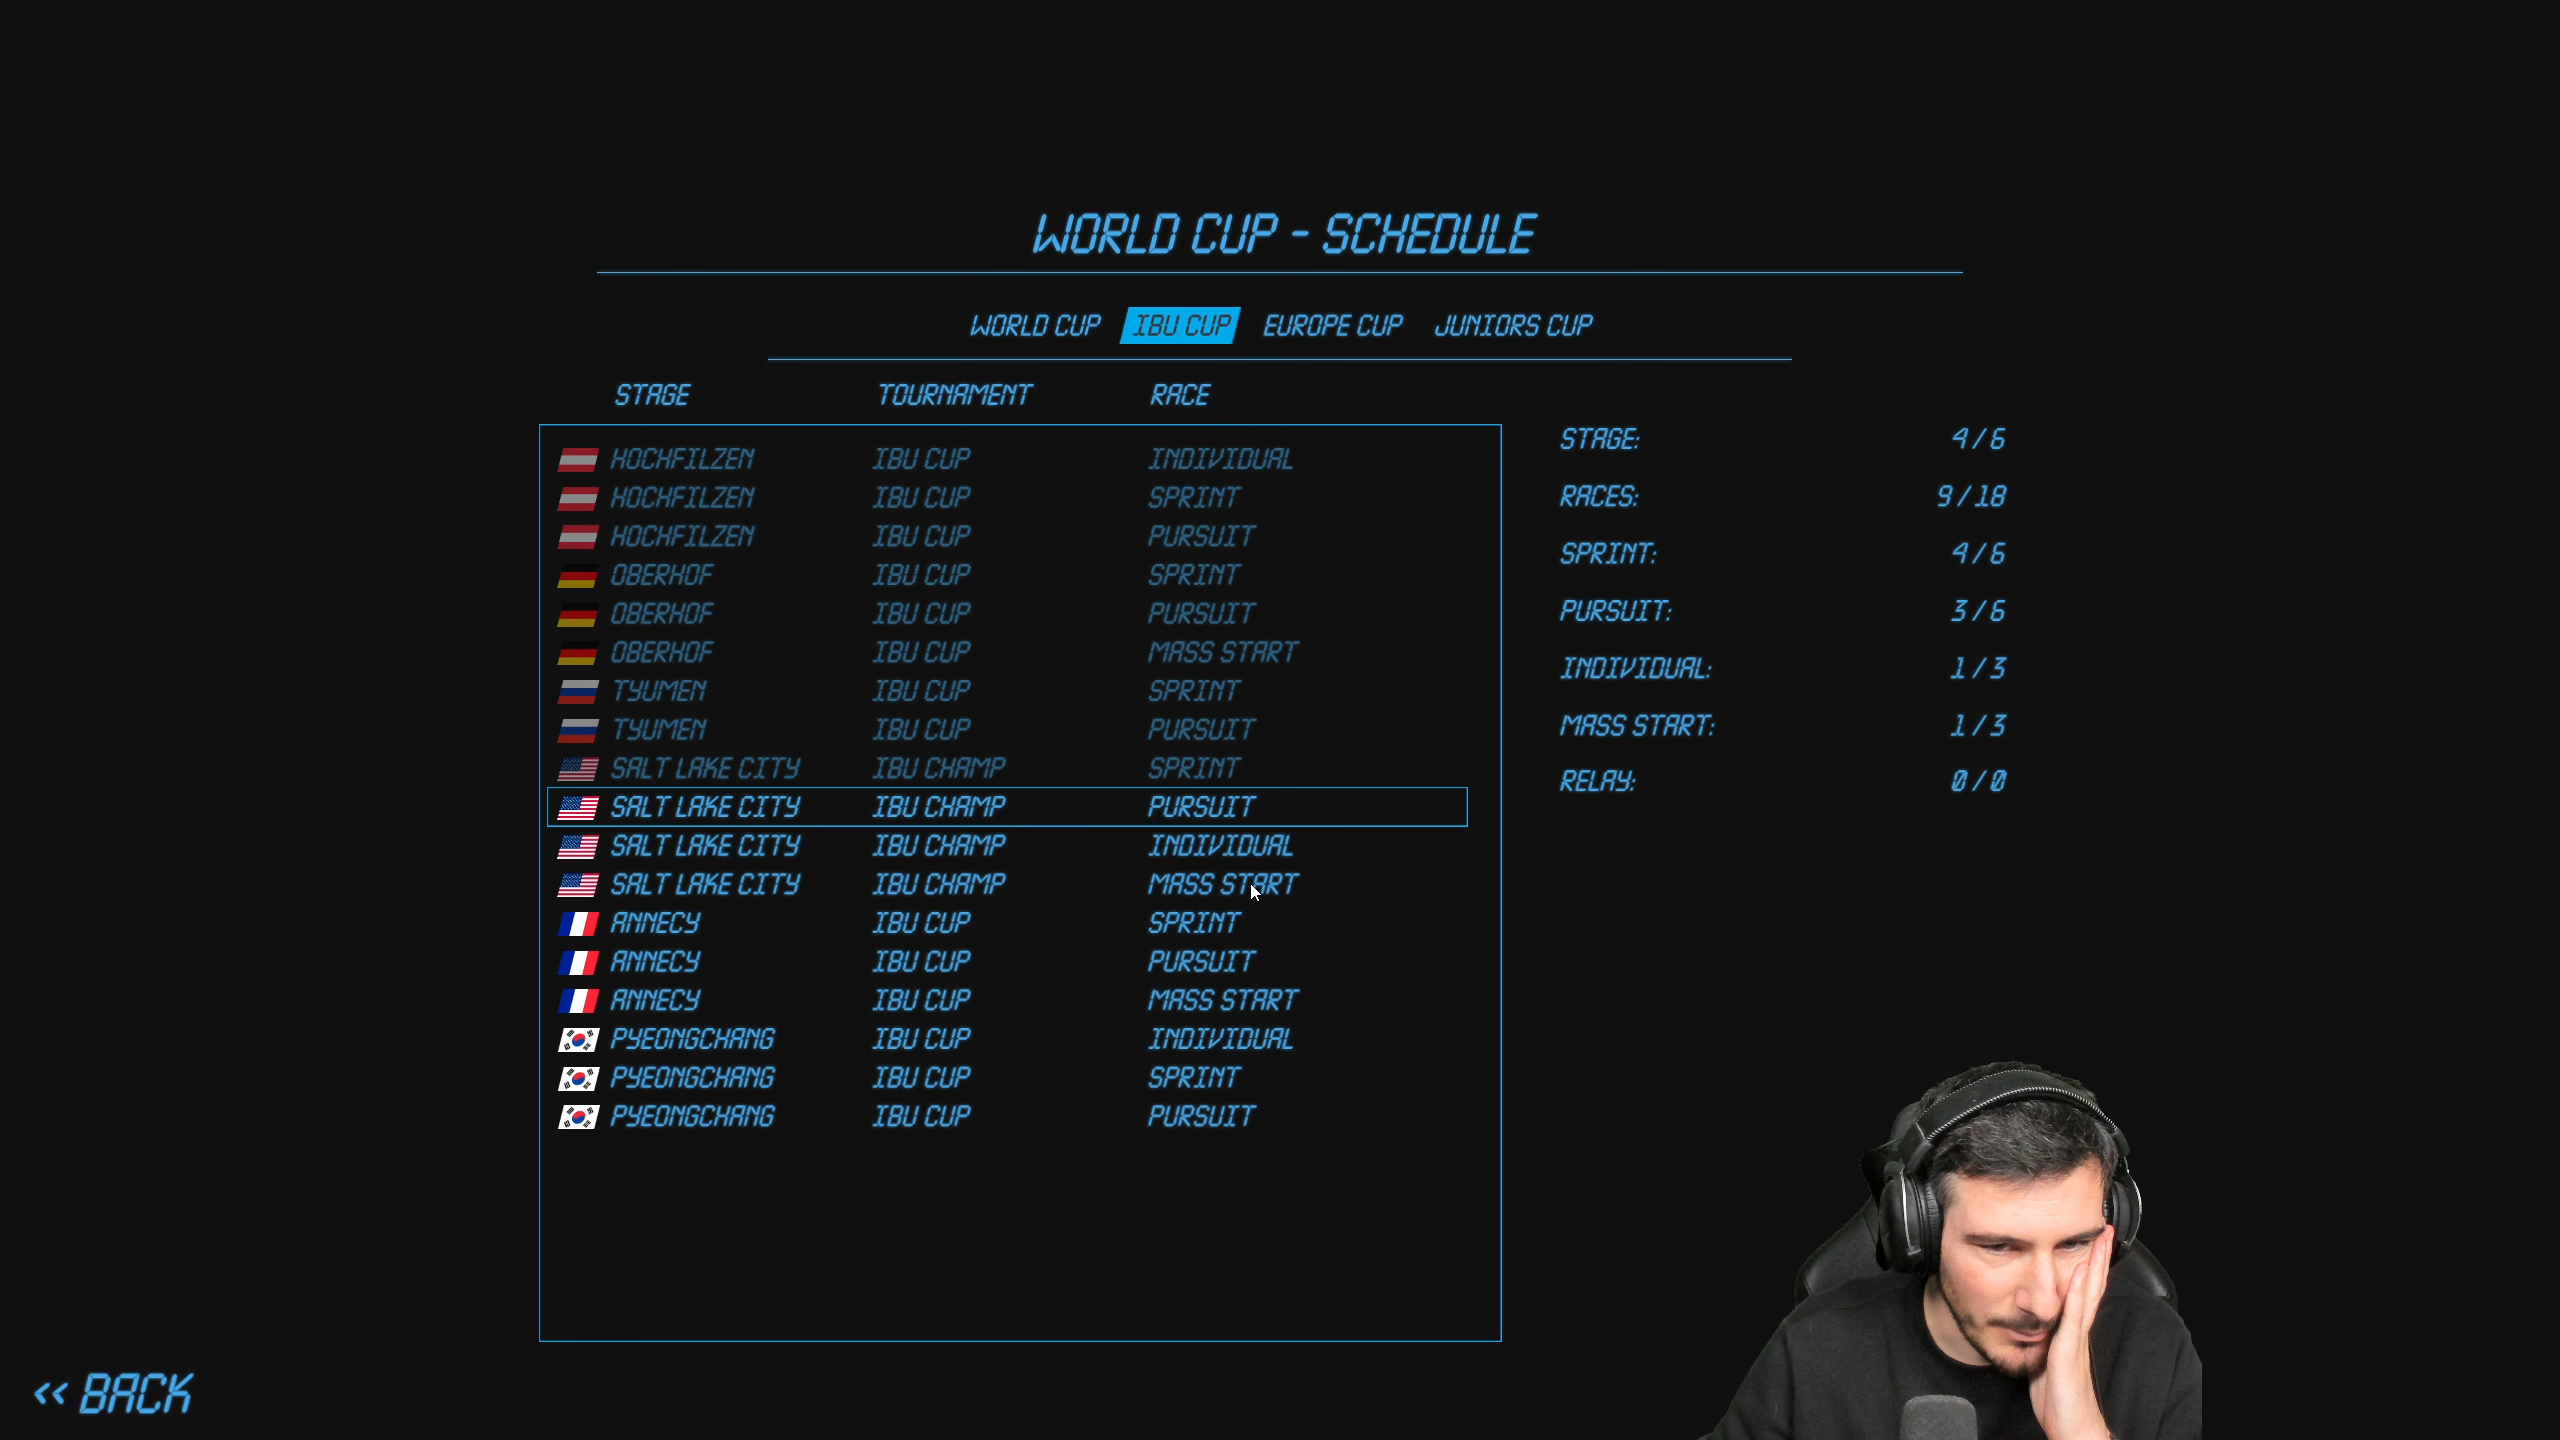 WORLD CUP - SCHEDULE
WORLD CUP IBU CUP EUROPE CUP JUNIORS CUP
STAGE TOURNAMENT RACE
HOCHFILZEN IBU CUP INDIVIDUAL
HOCHFILZEN IBU CUP SPRINT
HOCHFILZEN IBU CUP PURSUIT
OBERHOF IBU CUP SPRINT
OBERHOF IBU CUP PURSUIT
OBERHOF IBU CUP MASS START
TYUMEN IBU CUP SPRINT
TYUMEN IBU CUP PURSUIT
SALT LAKE CITY IBU CHAMP SPRINT
SALT LAKE CITY IBU CHAMP PURSUIT
SALT LAKE CITY IBU CHAMP INDIVIDUAL
SALT LAKE CITY IBU CHAMP MASS START
ANNECY IBU CUP SPRINT
ANNECY IBU CUP PURSUIT
ANNECY IBU CUP MASS START
PYEONGCHANG IBU CUP INDIVIDUAL
PYEONGCHANG IBU CUP SPRINT
PYEONGCHANG IBU CUP PURSUIT
STAGE: 4/6
RACES: 9/18
SPRINT: 4/6
PURSUIT: 3/6
INDIVIDUAL: 1/3
MASS START: 1/3
RELAY: 0/0
<< BACK